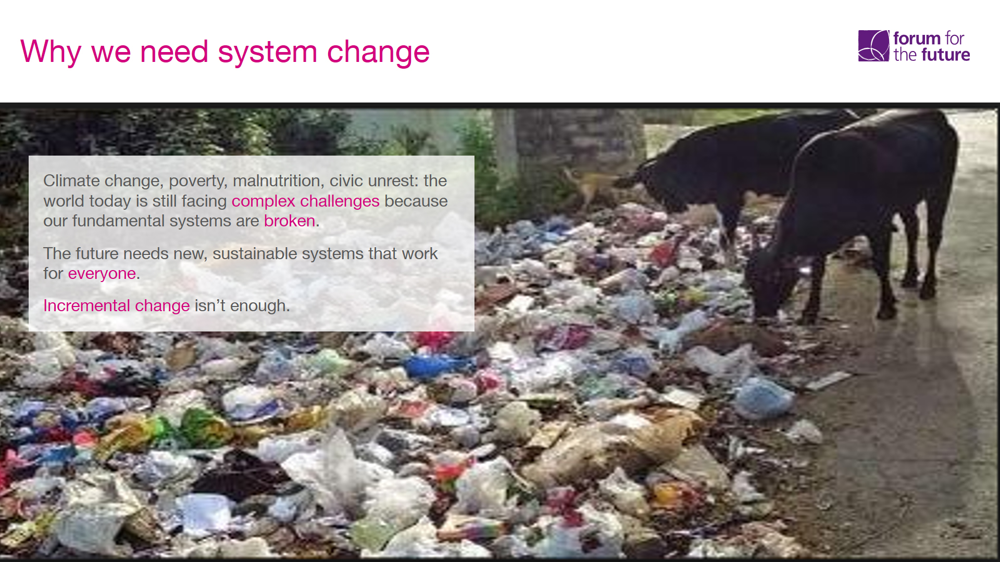 Why we need system change
forum for
the future
Climate change, poverty, malnutrition, civic unrest: the
world today is still facing complex challenges because
our fundamental systems are broken.
The future needs new, sustainable systems that work
for everyone.
Incremental change isn’t enough.